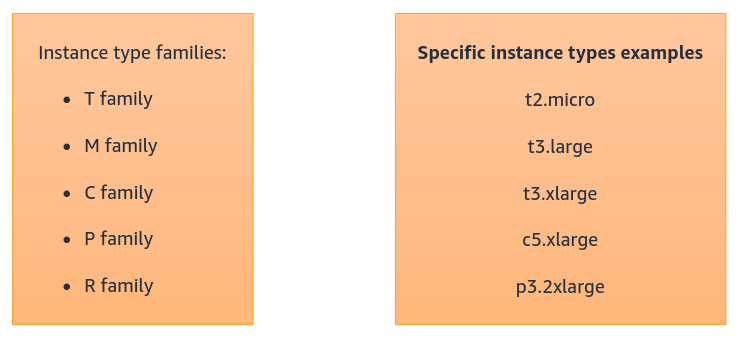 Instance type families:
• T family
• M family
• C family
• P family
• R family
Specific instance types examples
t2.micro
t3.large
t3.xlarge
c5.xlarge
p3.2xlarge